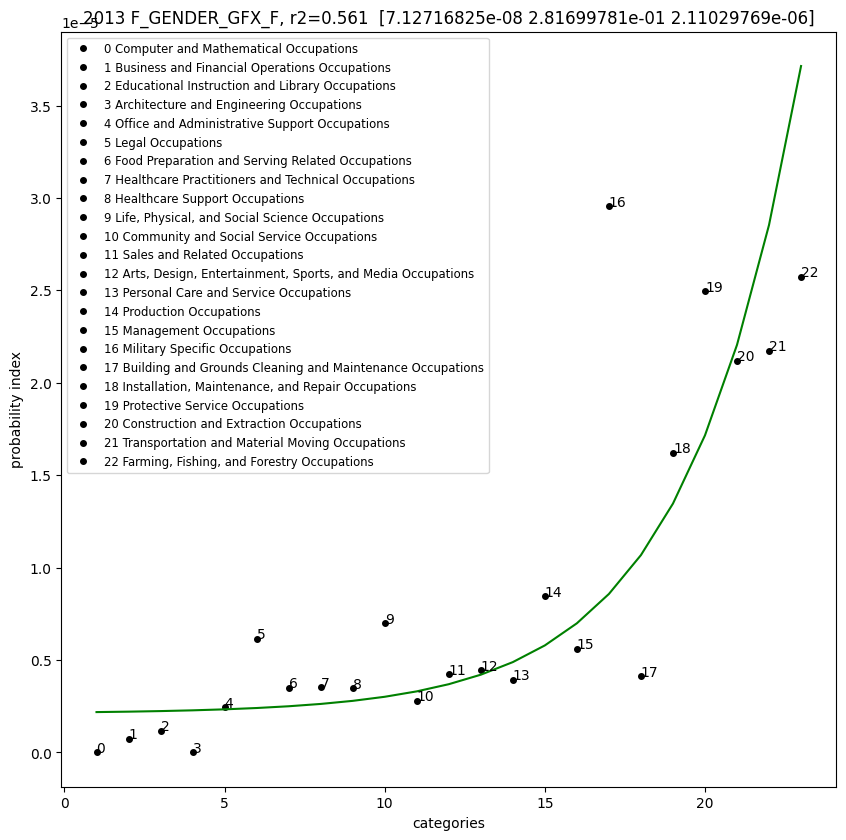 2013 F_GENDER_GFX_F, r2=0.561 [7.12716825e-08 2.81699781e-01 2.11029769e-06]
1e−5
0 Computer and Mathematical Occupations
1 Business and Financial Operations Occupations
2 Educational Instruction and Library Occupations
3 Architecture and Engineering Occupations
4 Office and Administrative Support Occupations
5 Legal Occupations
6 Food Preparation and Serving Related Occupations
7 Healthcare Practitioners and Technical Occupations
8 Healthcare Support Occupations
9 Life, Physical, and Social Science Occupations
10 Community and Social Service Occupations
11 Sales and Related Occupations
12 Arts, Design, Entertainment, Sports, and Media Occupations
13 Personal Care and Service Occupations
14 Production Occupations
15 Management Occupations
16 Military Specific Occupations
17 Building and Grounds Cleaning and Maintenance Occupations
18 Installation, Maintenance, and Repair Occupations
19 Protective Service Occupations
20 Construction and Extraction Occupations
21 Transportation and Material Moving Occupations
22 Farming, Fishing, and Forestry Occupations
probability index
3.5
3.0
2.5
2.0
1.5
1.0
0.5
0.0
0
1
2
3
4
5
6
7
8
9
10
11
12
13
14
15
16
17
18
19
20
21
22
0 5 10 15 20
categories